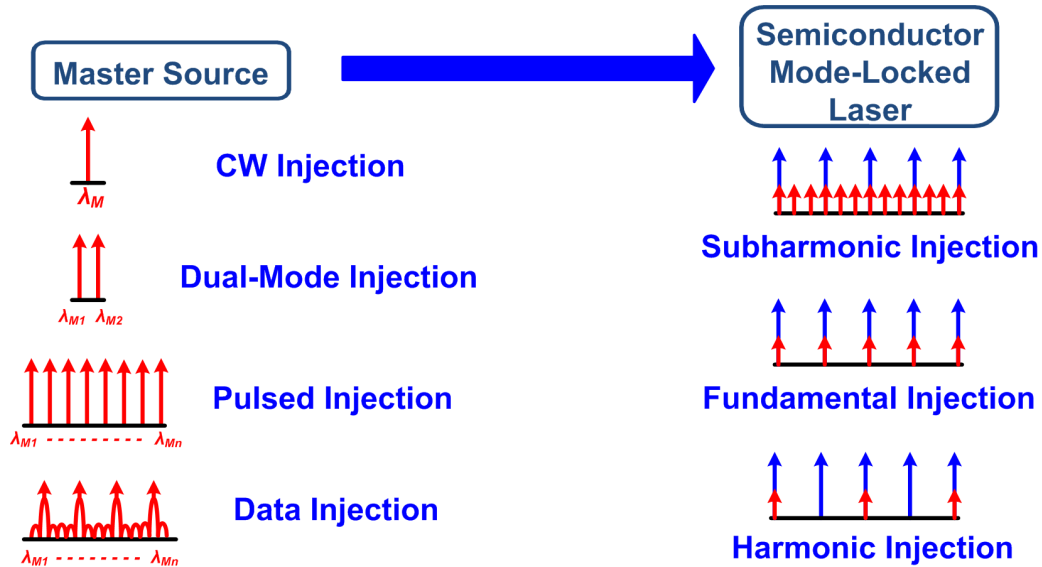 Master Source
Semiconductor
Mode-Locked
Laser
CW Injection
λM
Dual-Mode Injection
λM1 λM2
Pulsed Injection
λM1 - - - - - - - - - λMn
Data Injection
λM1 - - - - - - - - λMn
Subharmonic Injection
Fundamental Injection
Harmonic Injection